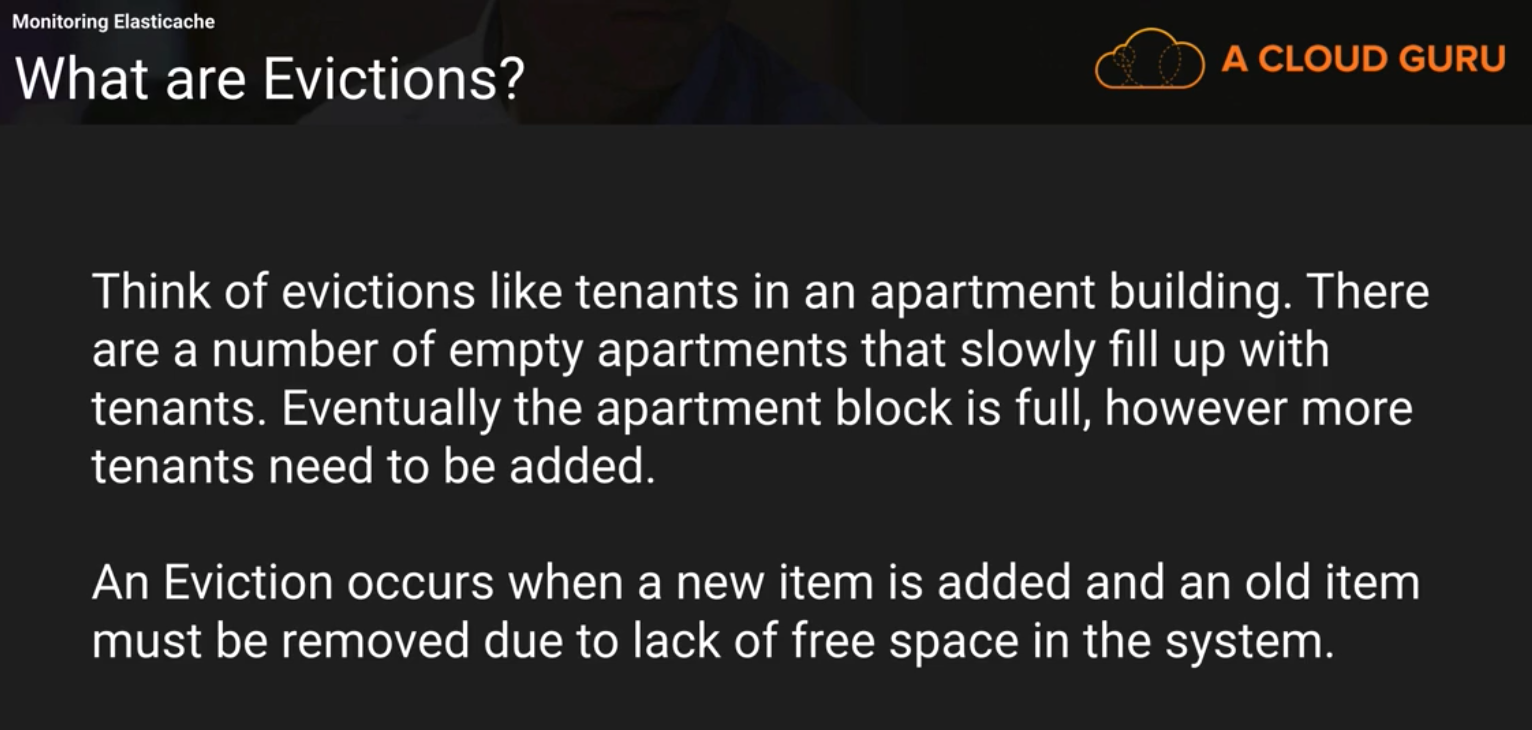 Monitoring Elasticache
What are Evictions?
A CLOUD GURU
Think of evictions like tenants in an apartment building. There
are a number of empty apartments that slowly fill up with
tenants. Eventually the apartment block is full, however more
tenants need to be added.
An Eviction occurs when a new item is added and an old item
must be removed due to lack of free space in the system.